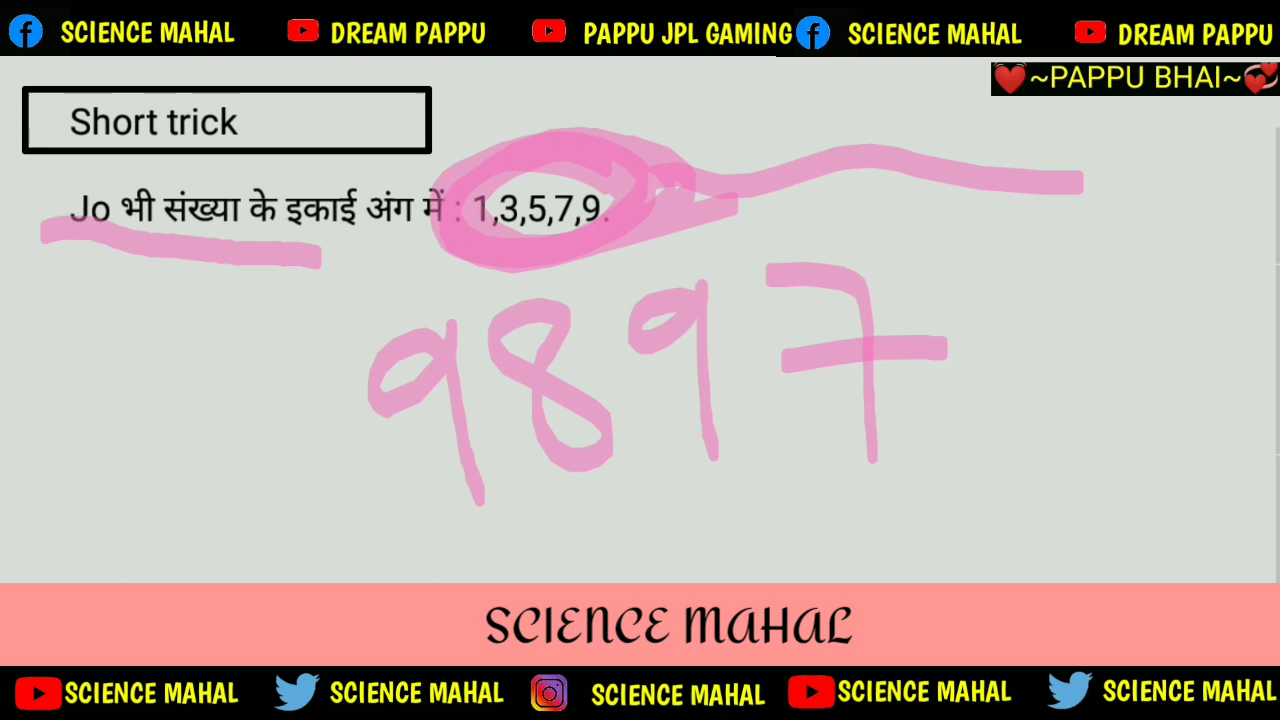 SCIENCE MAHAL DREAM PAPPU PAPPU JPL GAMING SCIENCE MAHAL DREAM PAPPU
~PAPPU BHAI~
Short trick
Jo भी संख्या के इकाई अंग में : 1,3,5,7,9.
9897
SCIENCE MAHAL
SCIENCE MAHAL SCIENCE MAHAL SCIENCE MAHAL SCIENCE MAHAL SCIENCE MAHAL